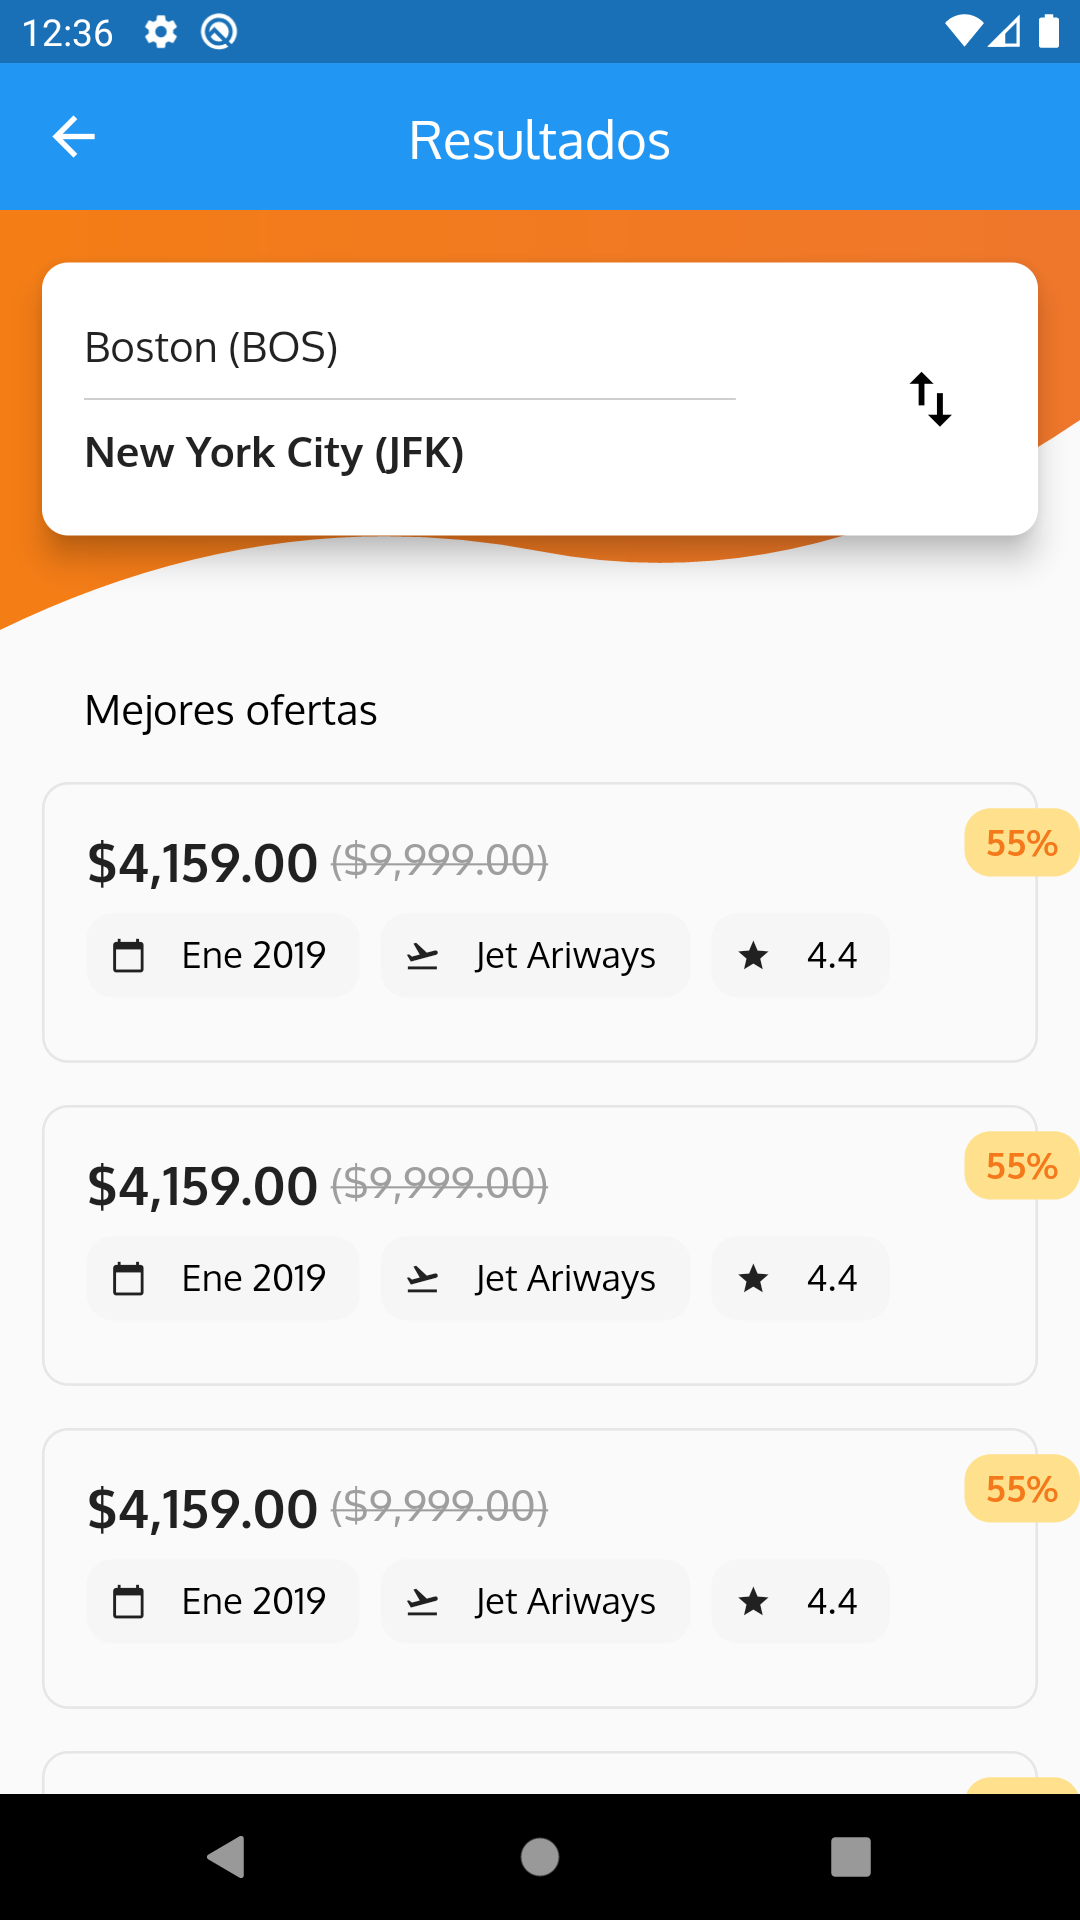 12:36
Resultados
Boston (BOS)
New York City (JFK)
Mejores ofertas
$4,159.00 ($9,999.00)
55%
Ene 2019 Jet Ariways 4.4
$4,159.00 ($9,999.00)
55%
Ene 2019 Jet Ariways 4.4
$4,159.00 ($9,999.00)
55%
Ene 2019 Jet Ariways 4.4